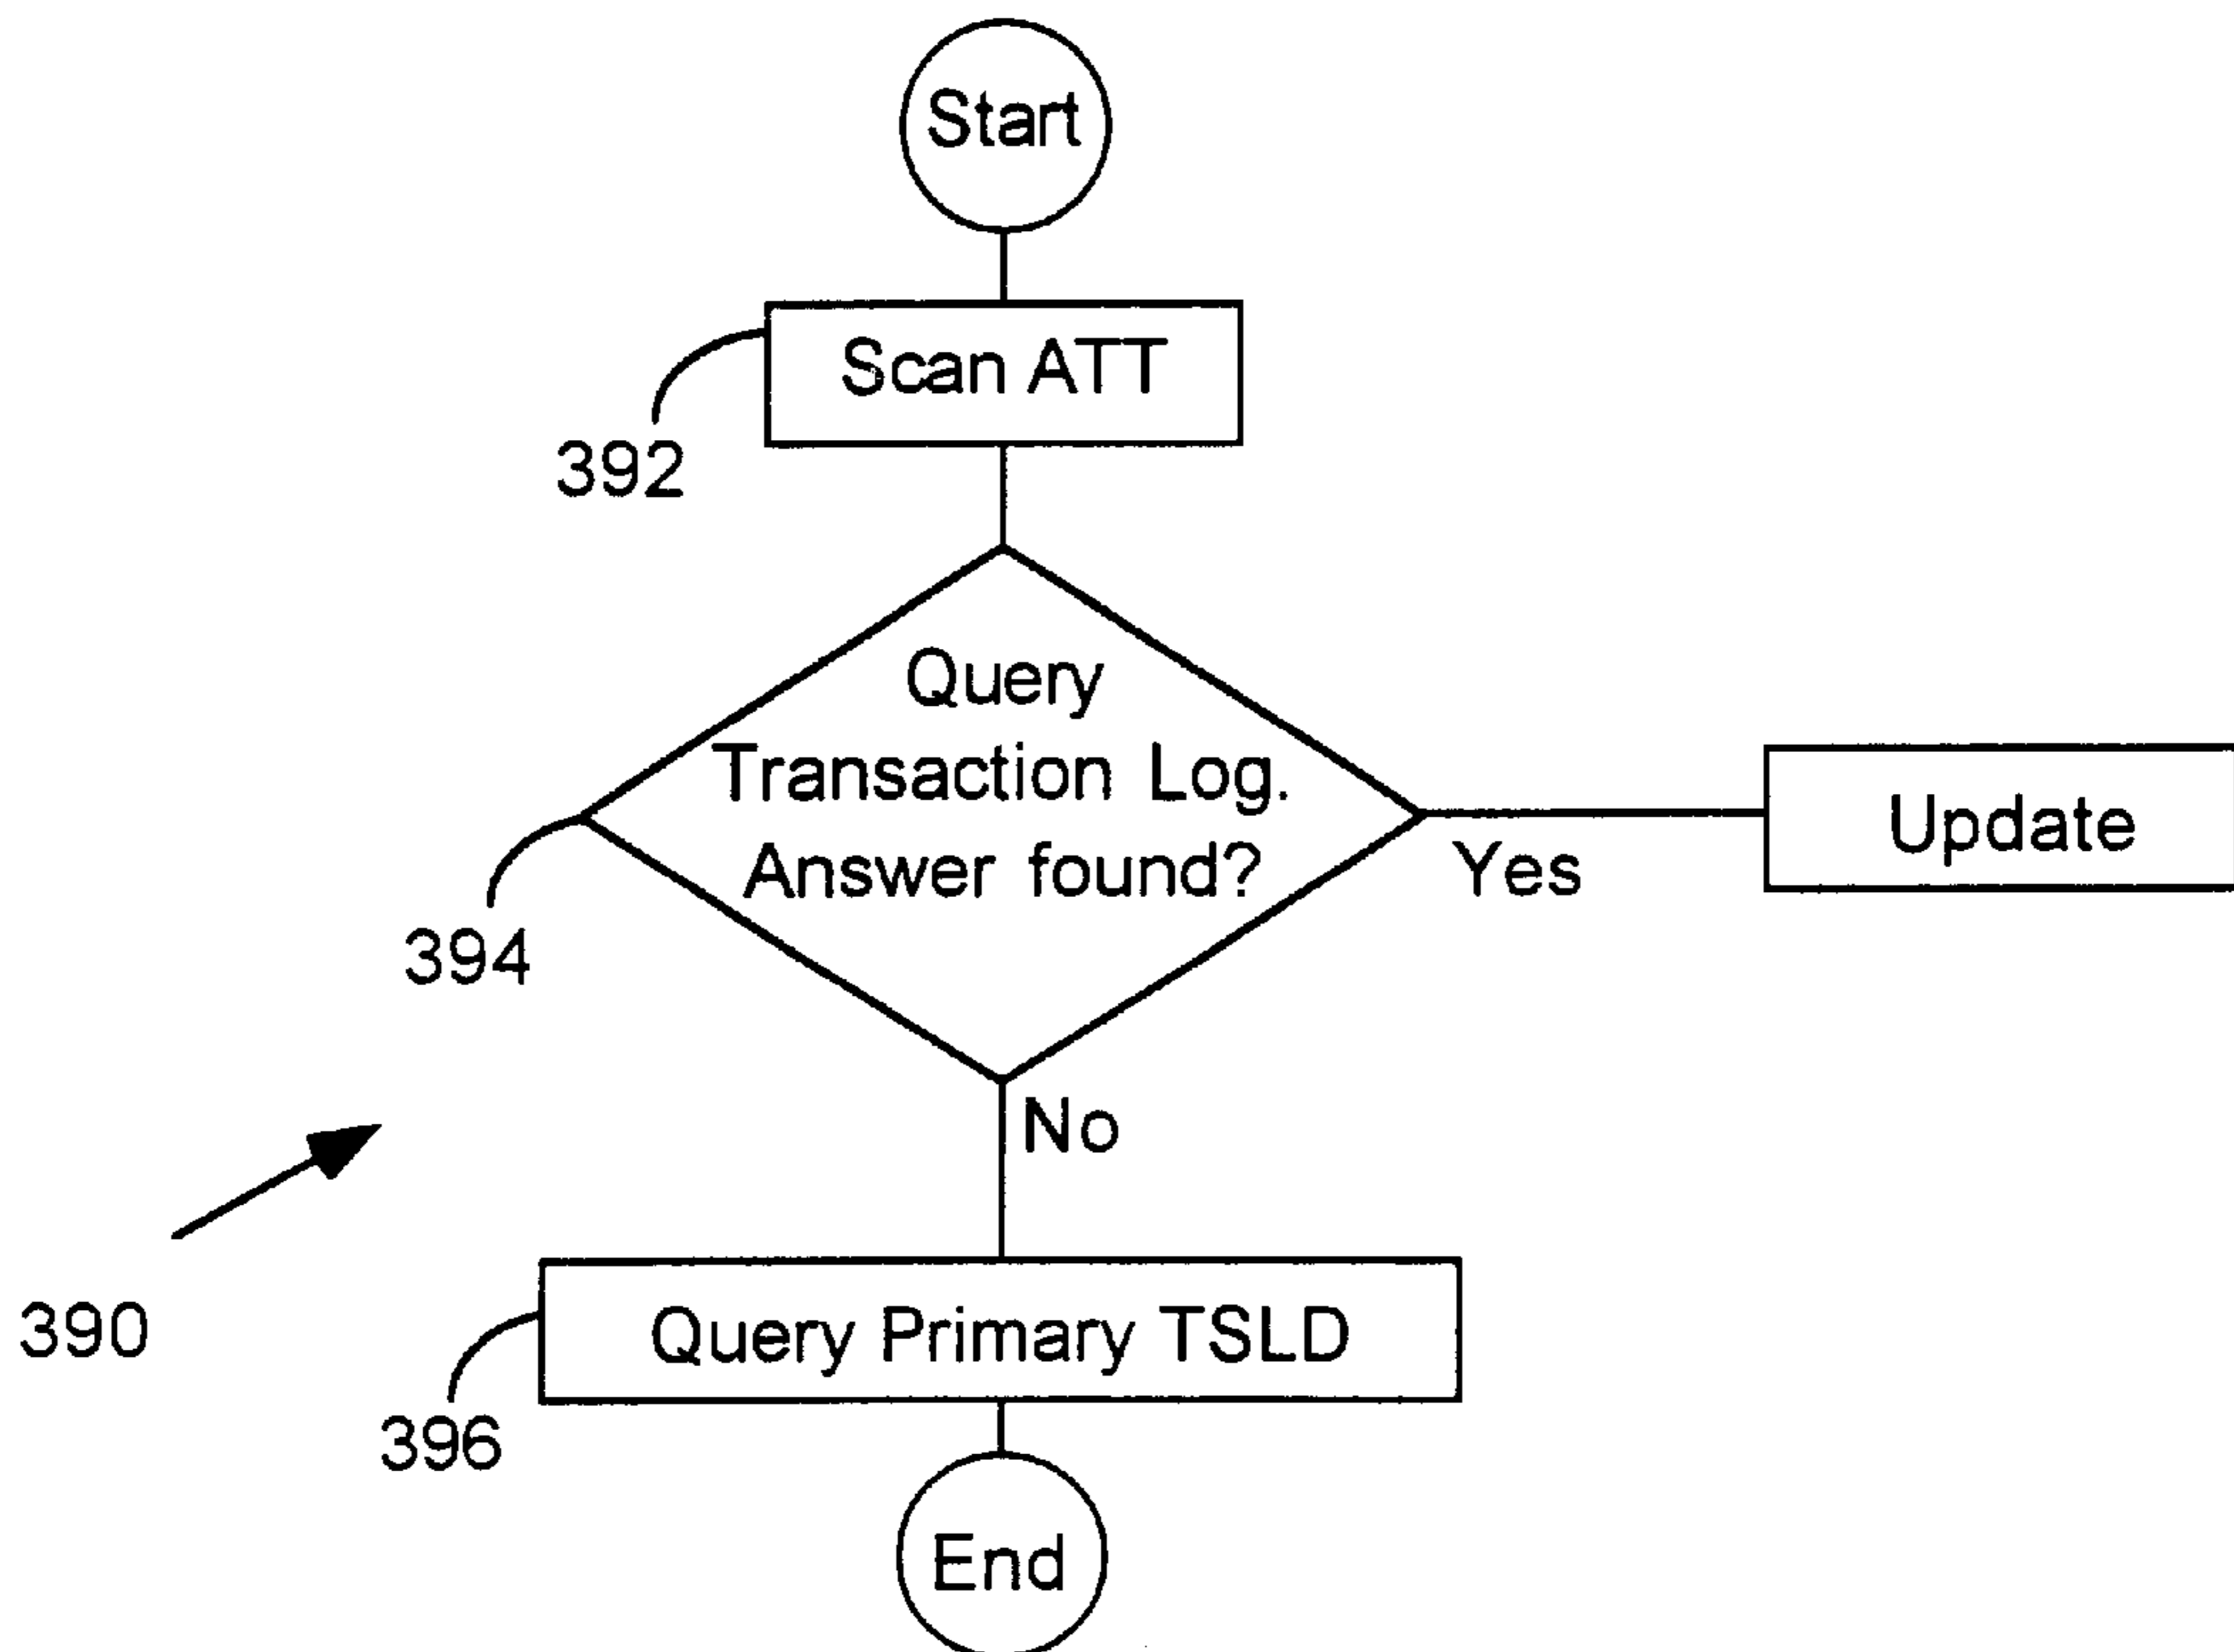 Start
Scan ATT
392
Query
Transaction Log.
Answer found?
Yes
Update
394
No
390
Query Primary TSLD
396
End